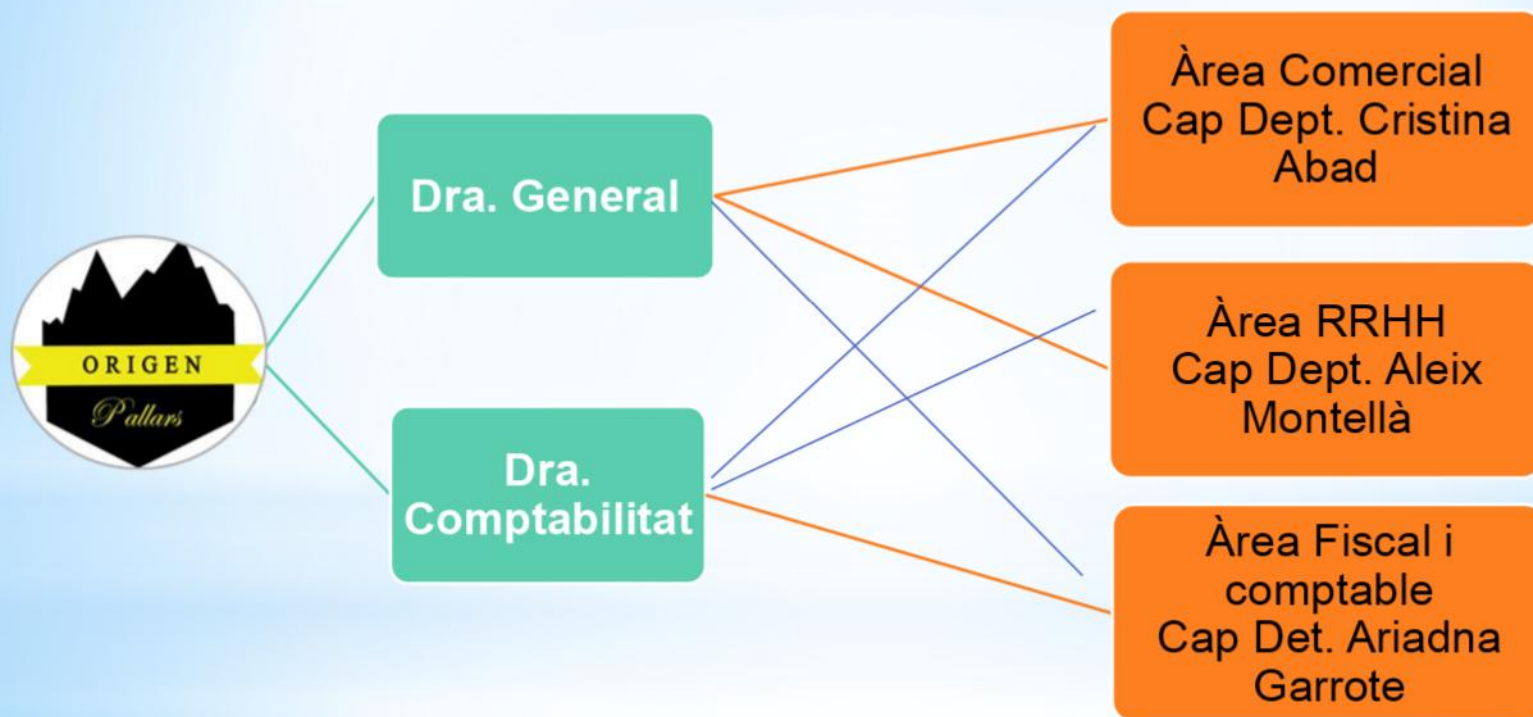 ORIGEN
Pallars
Dra. General
Dra.
Comptabilitat
Àrea Comercial
Cap Dept. Cristina
Abad
Àrea RRHH
Cap Dept. Aleix
Montellà
Àrea Fiscal i
comptable
Cap Det. Ariadna
Garrote